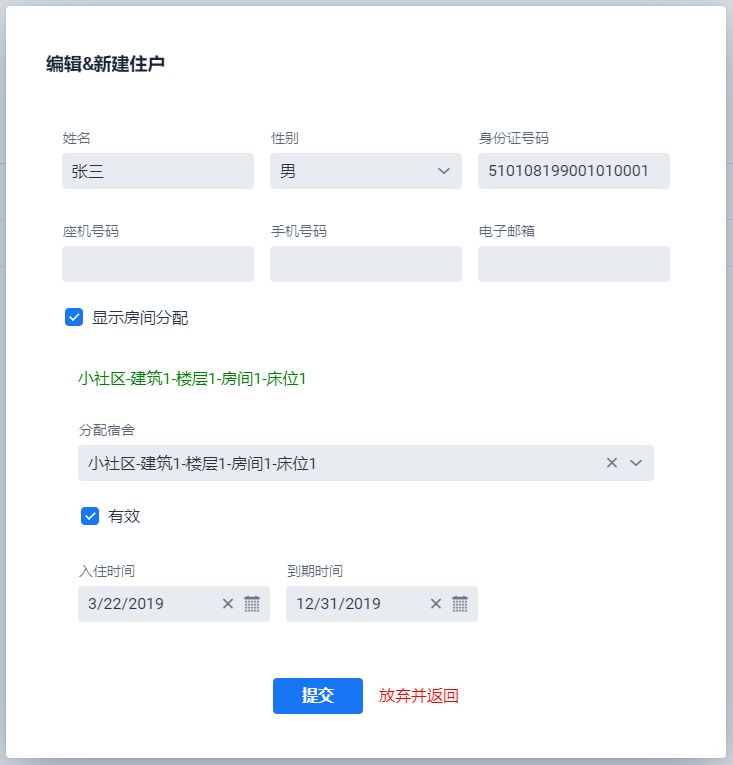 编辑&新建住户
姓名 性别 身份证号码
张三 男 510108199001010001
座机号码 手机号码 电子邮箱
显示房间分配
小社区-建筑1-楼层1-房间1-床位1
分配宿舍
小社区-建筑1-楼层1-房间1-床位1
有效
入住时间 到期时间
3/22/2019 12/31/2019
提交 放弃并返回